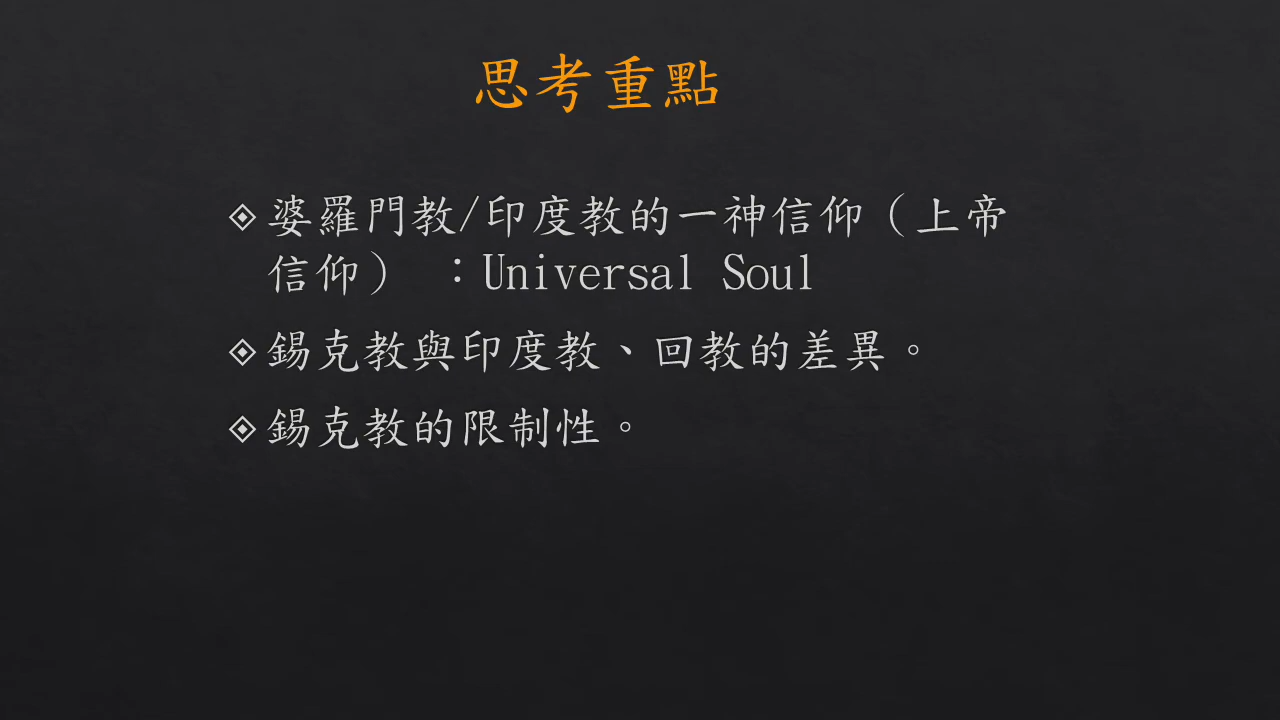 思考重點
婆羅門教/印度教的一神信仰（上帝
信仰） ：Universal Soul
錫克教與印度教、回教的差異。
錫克教的限制性。